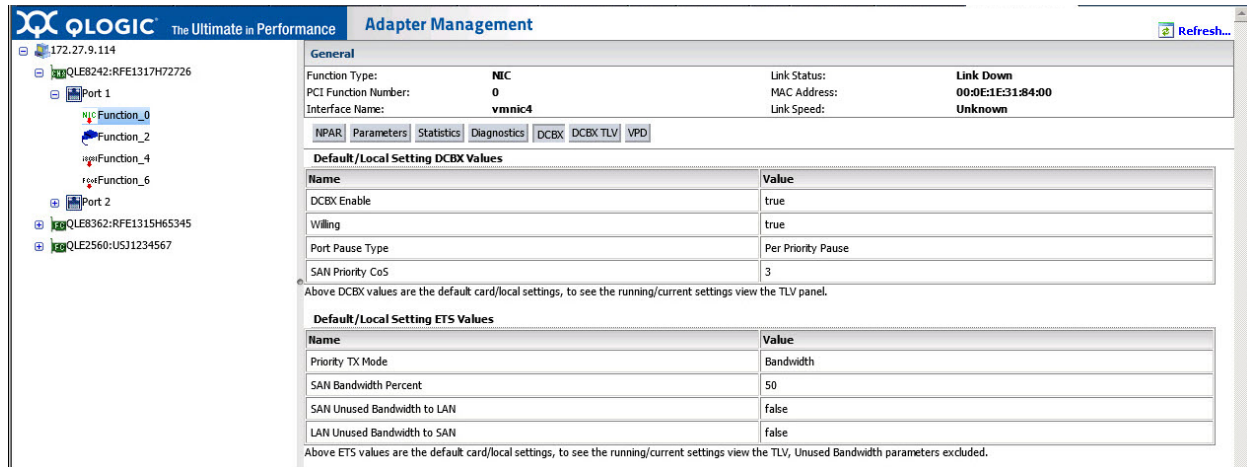 QLOGIC The Ultimate in Performance
Adapter Management
Refresh...
172.27.9.114
QLE8242:RFE1317H72726
Port 1
NIC Function_0
Function_2
iSCSI Function_4
FCoE Function_6
Port 2
QLE8362:RFE1315H65345
QLE2560:USJ1234567
General
Function Type: NIC Link Status: Link Down
PCI Function Number: 0 MAC Address: 00:0E:1E:31:84:00
Interface Name: vmnic4 Link Speed: Unknown
NPAR Parameters Statistics Diagnostics DCBX DCBX TLV VPD
Default/Local Setting DCBX Values
Name Value
DCBX Enable true
Willing true
Port Pause Type Per Priority Pause
SAN Priority CoS 3
Above DCBX values are the default card/local settings, to see the running/current settings view the TLV panel.
Default/Local Setting ETS Values
Name Value
Priority TX Mode Bandwidth
SAN Bandwidth Percent 50
SAN Unused Bandwidth to LAN false
LAN Unused Bandwidth to SAN false
Above ETS values are the default card/local settings, to see the running/current settings view the TLV, Unused Bandwidth parameters excluded.